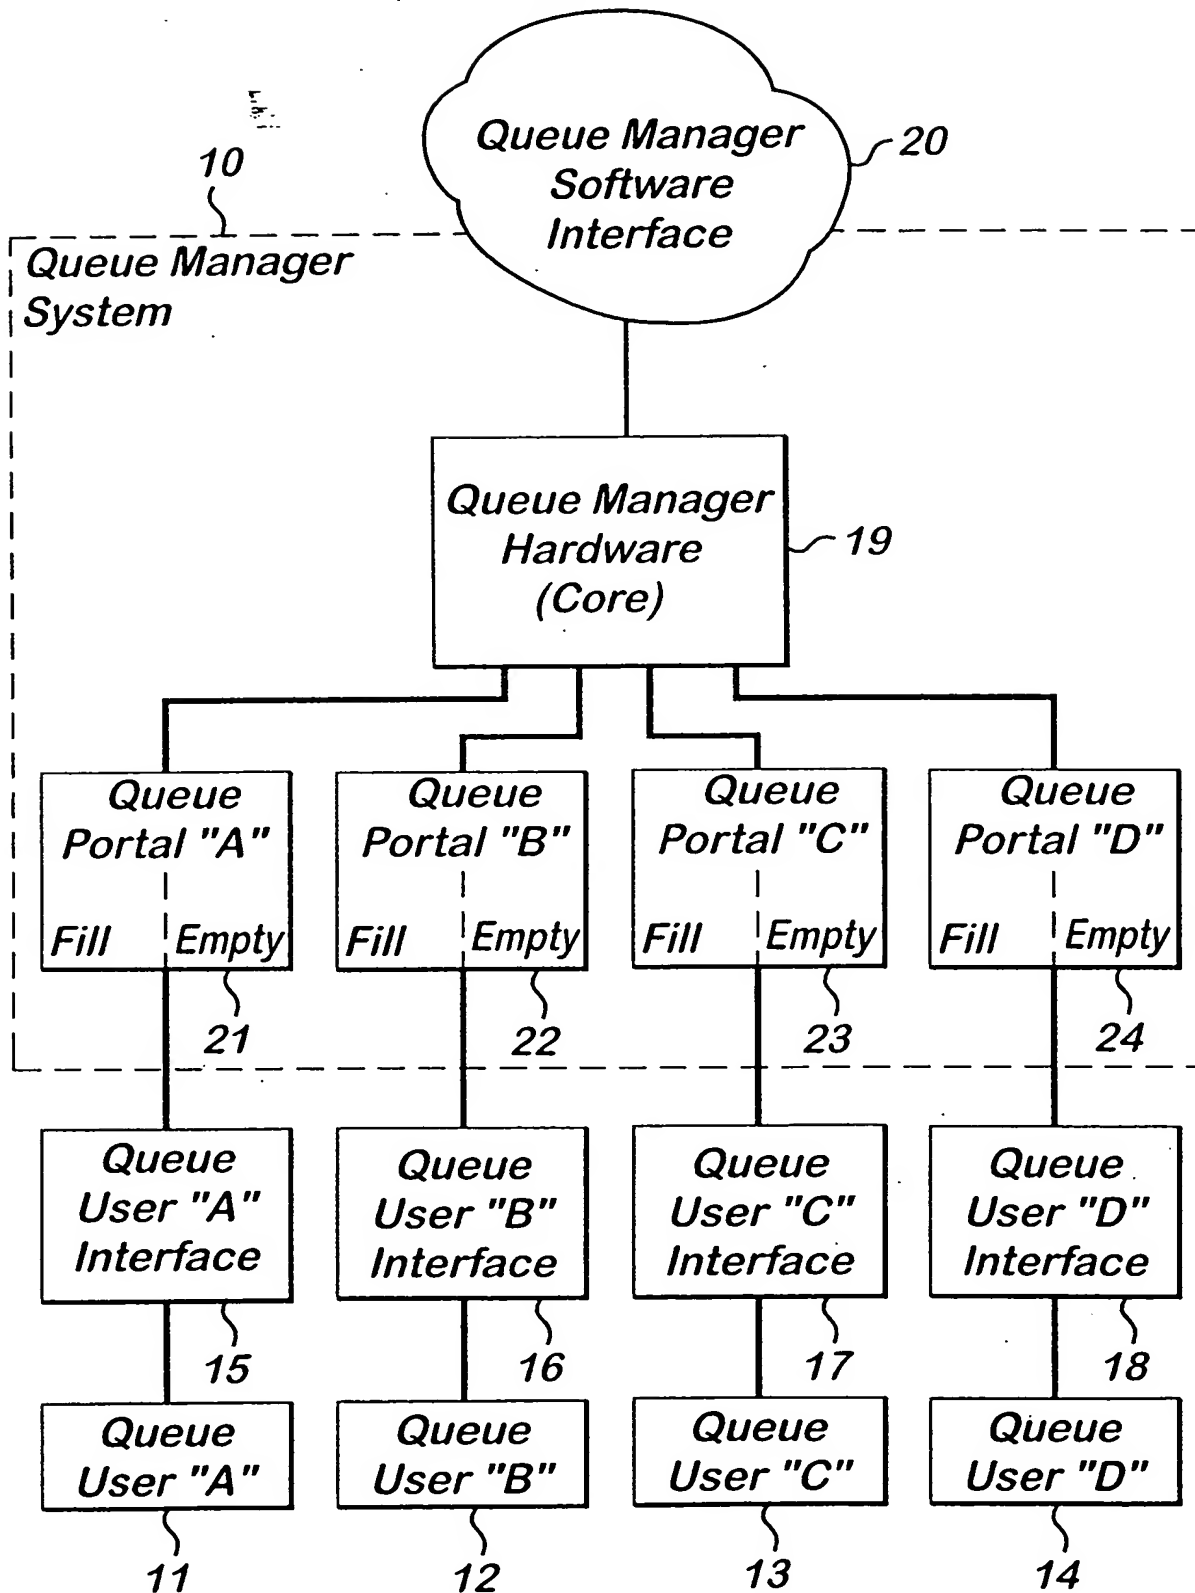 Queue Manager
Software
Interface
20
10
Queue Manager
System
Queue Manager
Hardware
(Core)
19
Queue
Portal "A"
Fill Empty
21
Queue
Portal "B"
Fill Empty
22
Queue
Portal "C"
Fill Empty
23
Queue
Portal "D"
Fill Empty
24
Queue
User "A"
Interface
15
Queue
User "B"
Interface
16
Queue
User "C"
Interface
17
Queue
User "D"
Interface
18
Queue
User "A"
11
Queue
User "B"
12
Queue
User "C"
13
Queue
User "D"
14